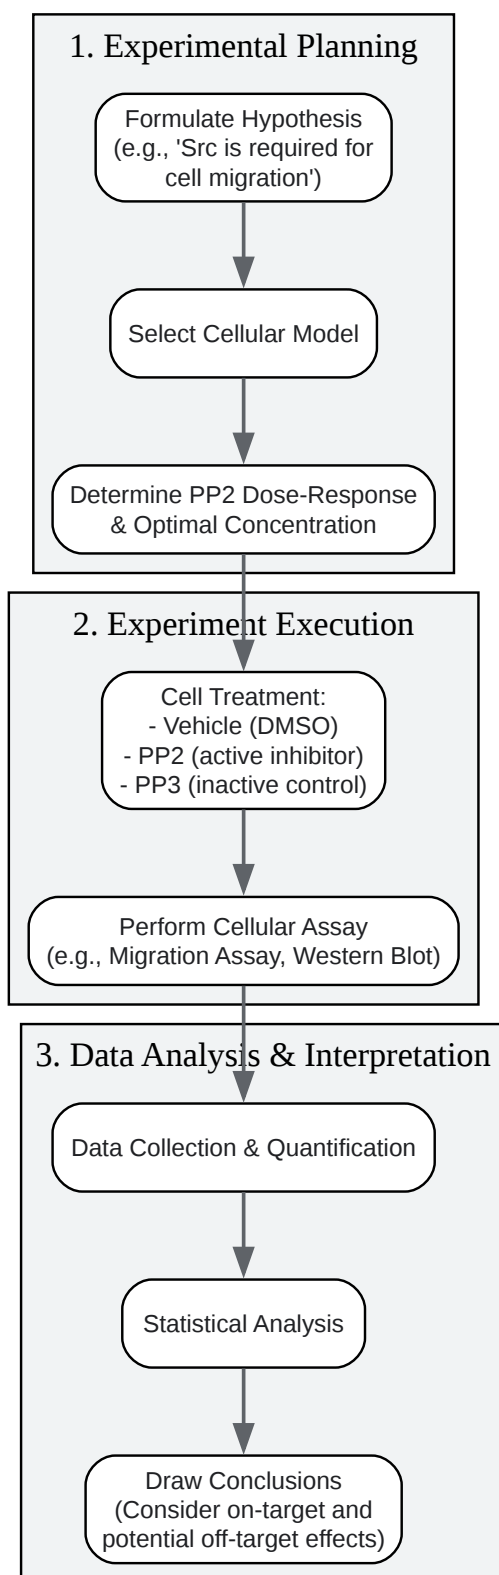 1. Experimental Planning
Formulate Hypothesis
(e.g., 'Src is required for
cell migration')
Select Cellular Model
Determine PP2 Dose-Response
& Optimal Concentration
2. Experiment Execution
Cell Treatment:
- Vehicle (DMSO)
- PP2 (active inhibitor)
- PP3 (inactive control)
Perform Cellular Assay
(e.g., Migration Assay, Western Blot)
3. Data Analysis & Interpretation
Data Collection & Quantification
Statistical Analysis
Draw Conclusions
(Consider on-target and
potential off-target effects)